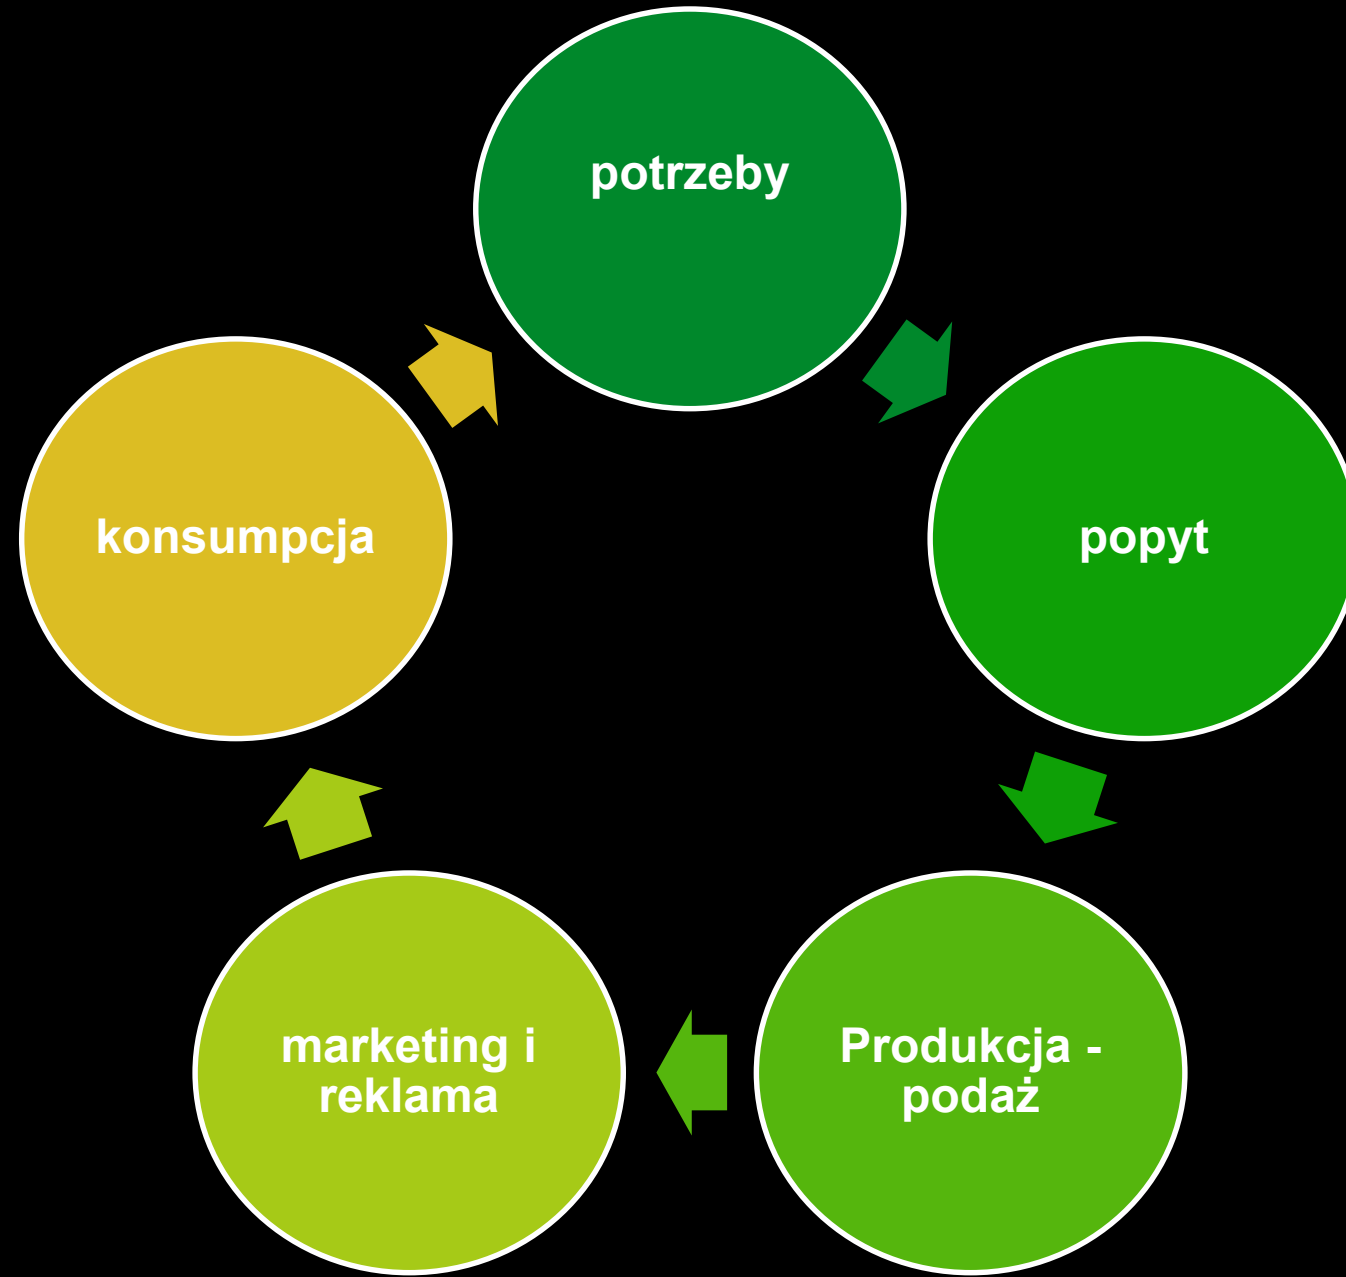 potrzeby
popyt
Produkcja -
podaż
marketing i
reklama
konsumpcja